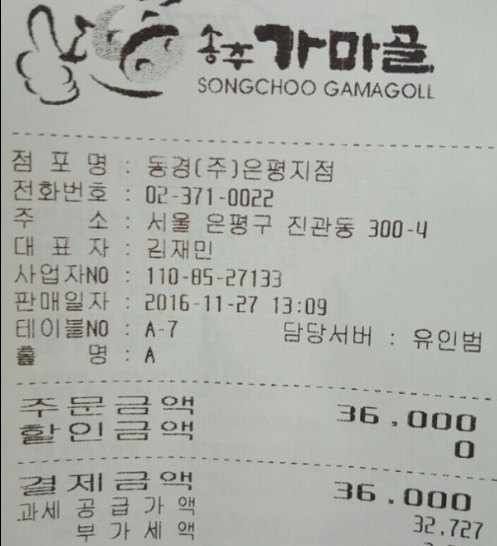 송추 가마골
SONGCHOO GAMAGOLL
점 포 명 : 동경(주)은평지점
전화번호 : 02-371-0022
주 소 : 서울 은평구 진관동 300-4
대 표 자 : 김재민
사업자NO : 110-85-27133
판매일자 : 2016-11-27 13:09
테이블NO : A-7 담당서버 : 유인범
홀 명 : A
주문금액 36,000
할인금액 0
결제금액 36,000
과세 공급가액 32,727
부가세액